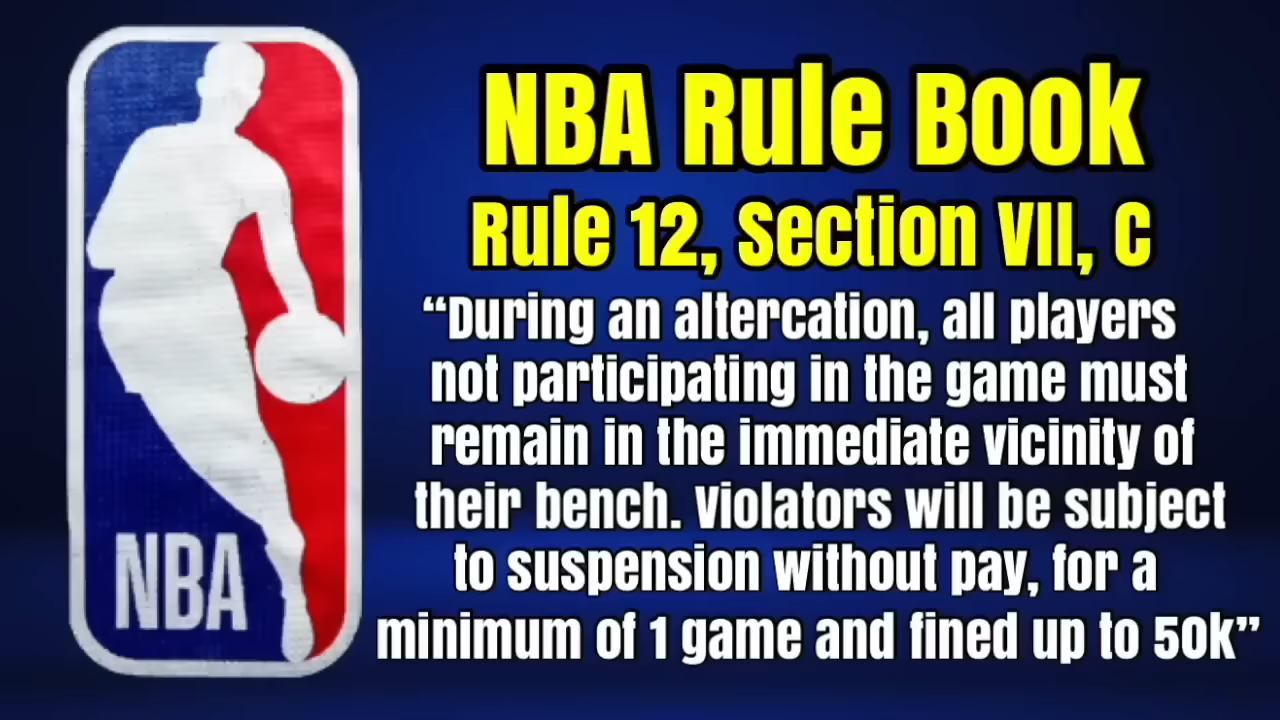 NBA Rule Book
Rule 12, Section VII, C
“During an altercation, all players
not participating in the game must
remain in the immediate vicinity of
their bench. Violators will be subject
to suspension without pay, for a
minimum of 1 game and fined up to 50k”
NBA